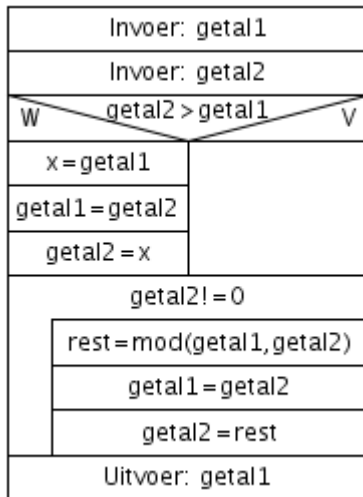 Invoer: getal1
Invoer: getal2
W getal2 > getal1 V
x=getal1
getal1=getal2
getal2=x
getal2!=0
rest=mod(getal1,getal2)
getal1=getal2
getal2=rest
Uitvoer: getal1